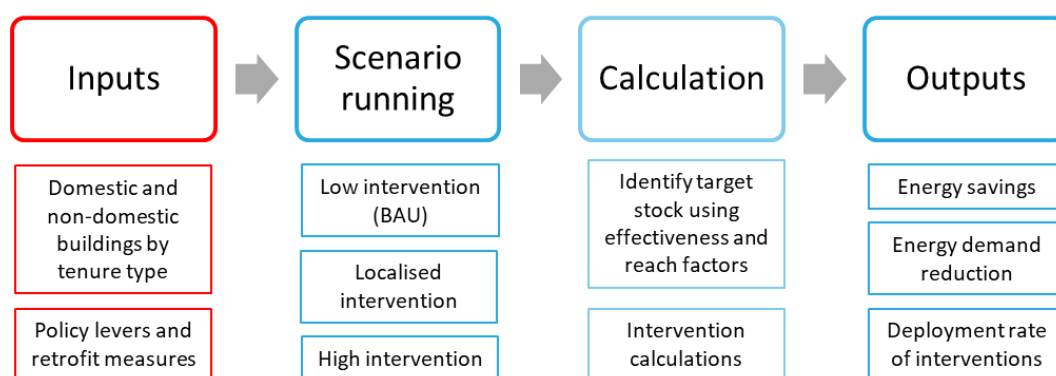 Inputs
Scenario
running
Calculation
Outputs
Domestic and
non-domestic
buildings by
tenure type
Policy levers and
retrofit measures
Low intervention
(BAU)
Localised
intervention
High intervention
Identify target
stock using
effectiveness and
reach factors
Intervention
calculations
Energy savings
Energy demand
reduction
Deployment rate
of interventions